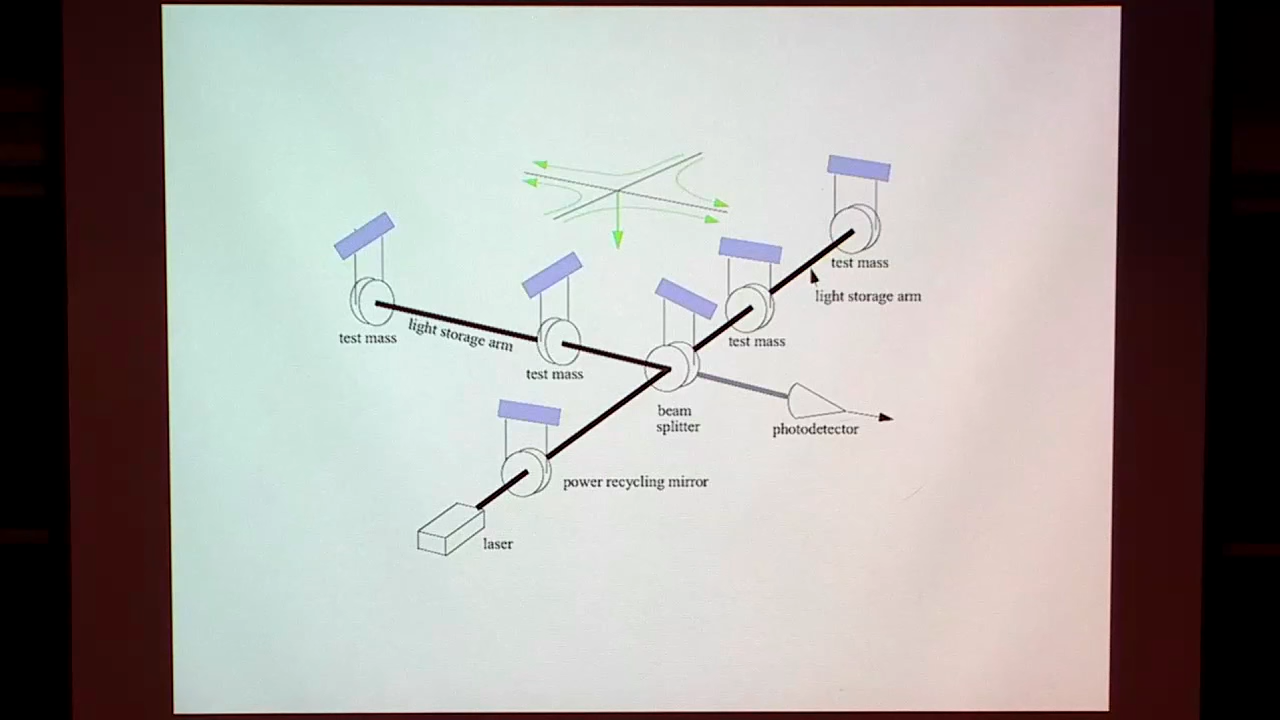 test mass
light storage arm
test mass
light storage arm
test mass
test mass
beam
splitter
photodetector
power recycling mirror
laser